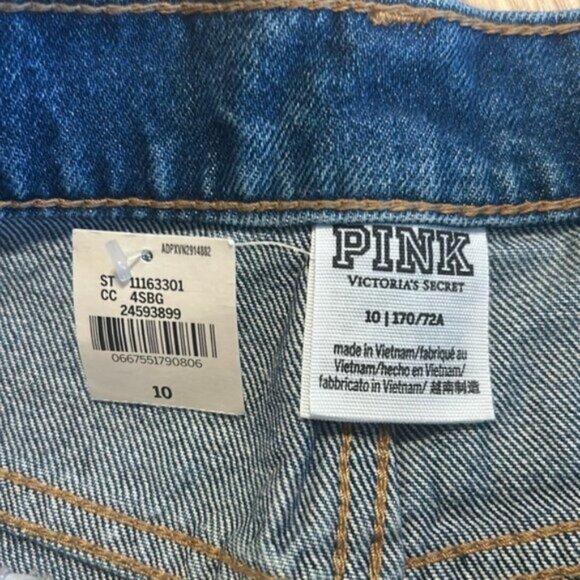 ADPXVN2914882
ST 11163301
CC 4SBG
24593899
0667551790806
10
PINK
VICTORIA'S SECRET
10 | 170/72A
made in Vietnam/fabriqué au
Vietnam/hecho en Vietnam/
fabbricato in Vietnam/ 越南制造